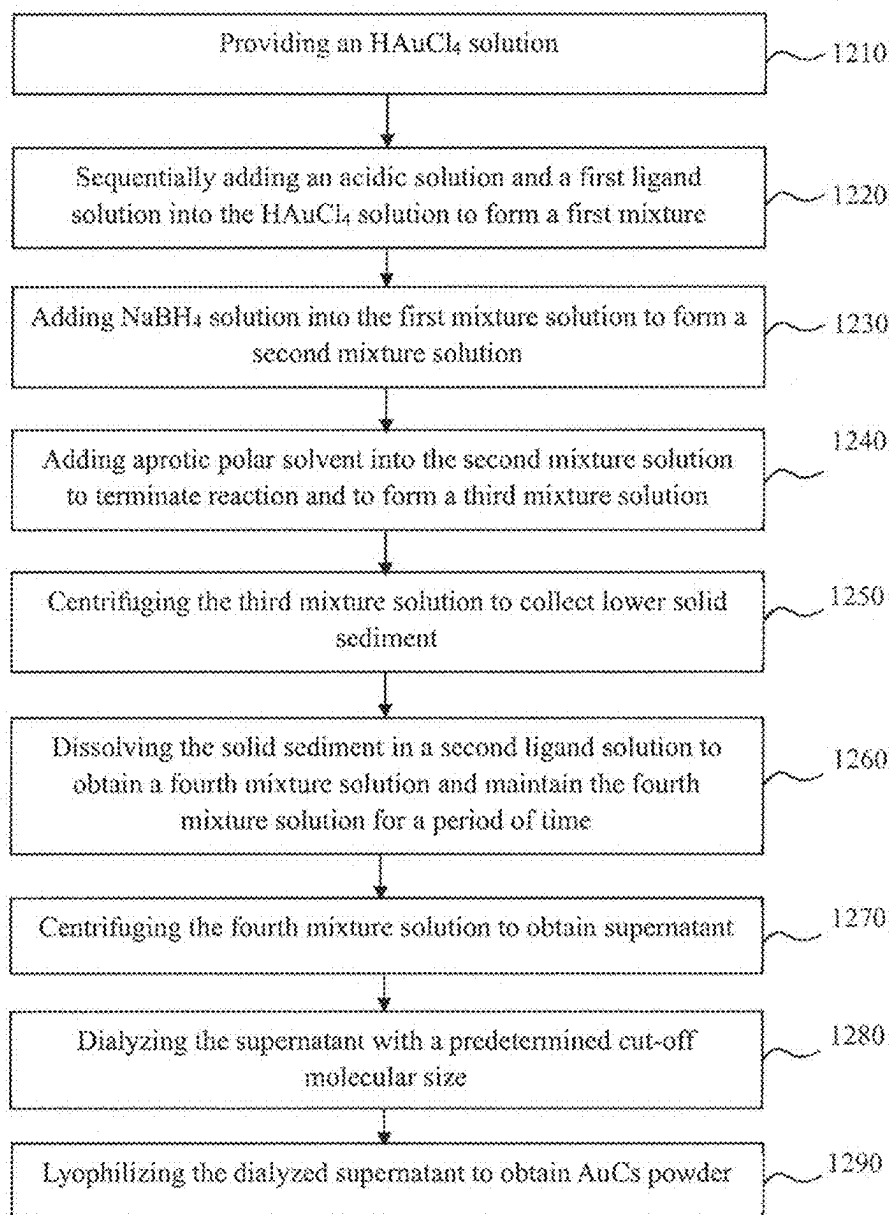 Providing an HAuCl₄ solution
1210
Sequentially adding an acidic solution and a first ligand
solution into the HAuCl₄ solution to form a first mixture
1220
Adding NaBH₄ solution into the first mixture solution to form a
second mixture solution
1230
Adding aprotic polar solvent into the second mixture solution
to terminate reaction and to form a third mixture solution
1240
Centrifuging the third mixture solution to collect lower solid
sediment
1250
Dissolving the solid sediment in a second ligand solution to
obtain a fourth mixture solution and maintain the fourth
mixture solution for a period of time
1260
Centrifuging the fourth mixture solution to obtain supernatant
1270
Dialyzing the supernatant with a predetermined cut-off
molecular size
1280
Lyophilizing the dialyzed supernatant to obtain AuCs powder
1290